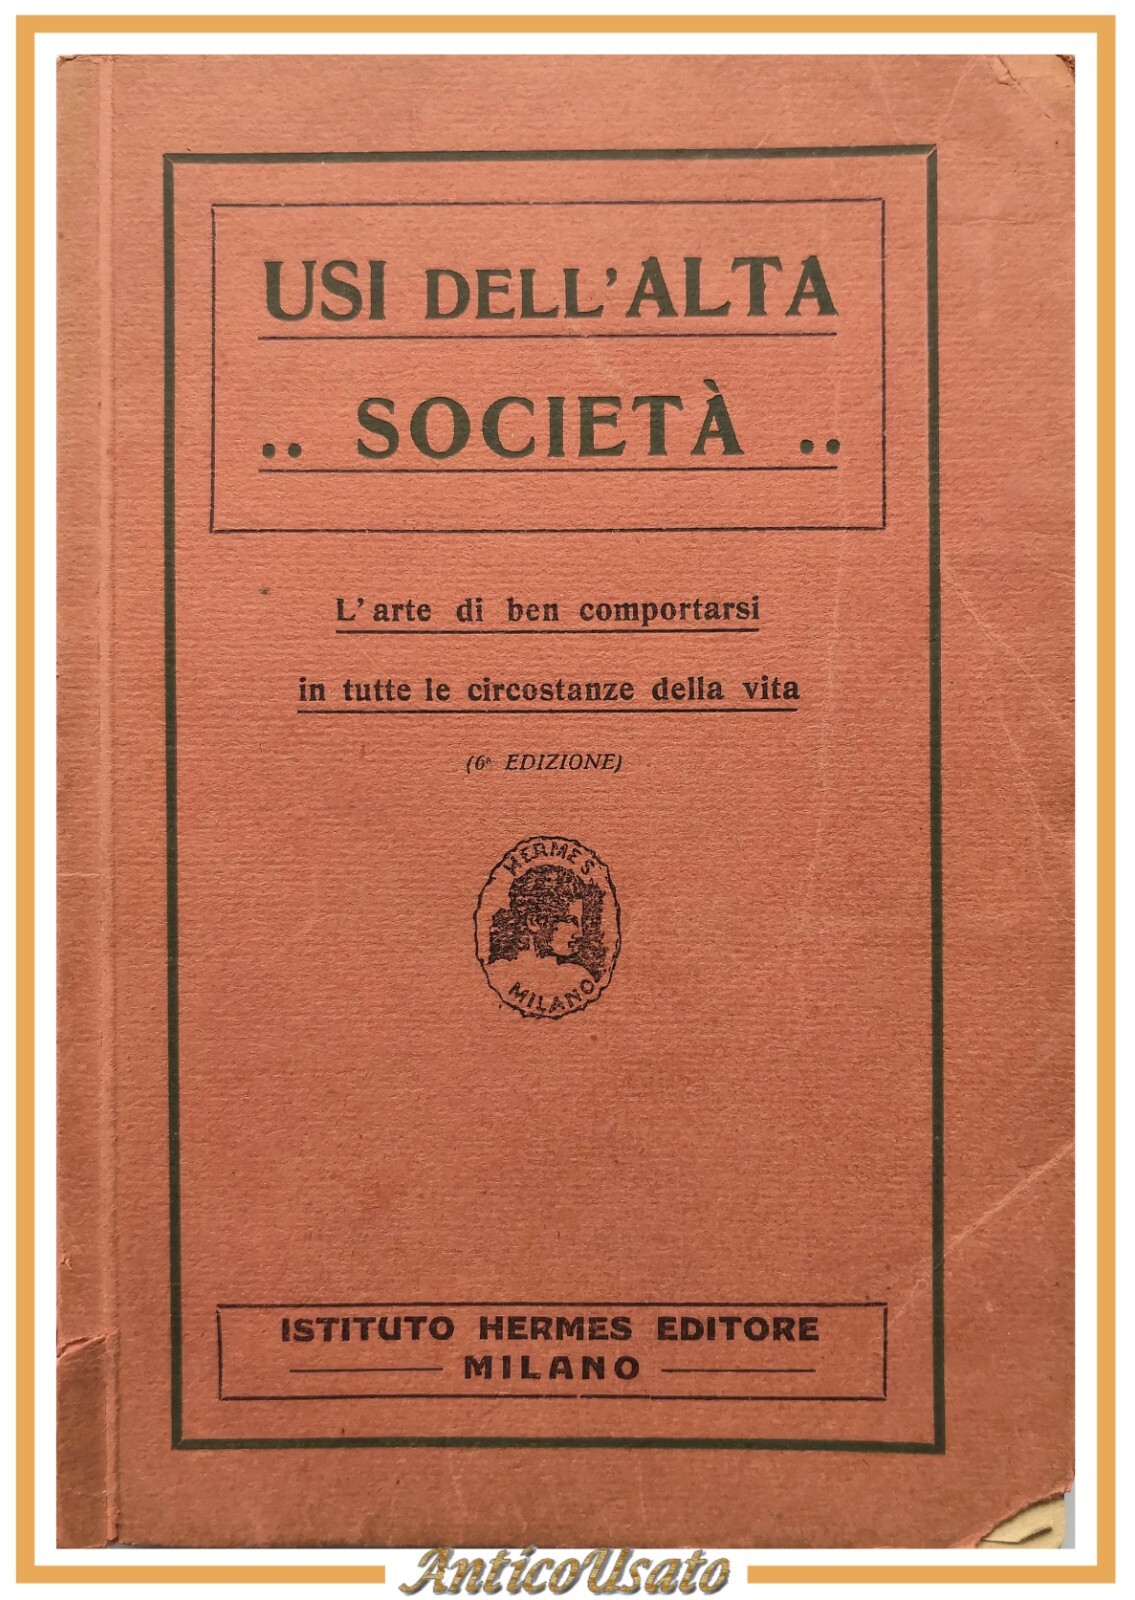 USI DELL'ALTA
.. SOCIETÀ ..
L'arte di ben comportarsi
in tutte le circostanze della vita
(6ª EDIZIONE)
HERMES
MILANO
ISTITUTO HERMES EDITORE
MILANO
AnticoUsato